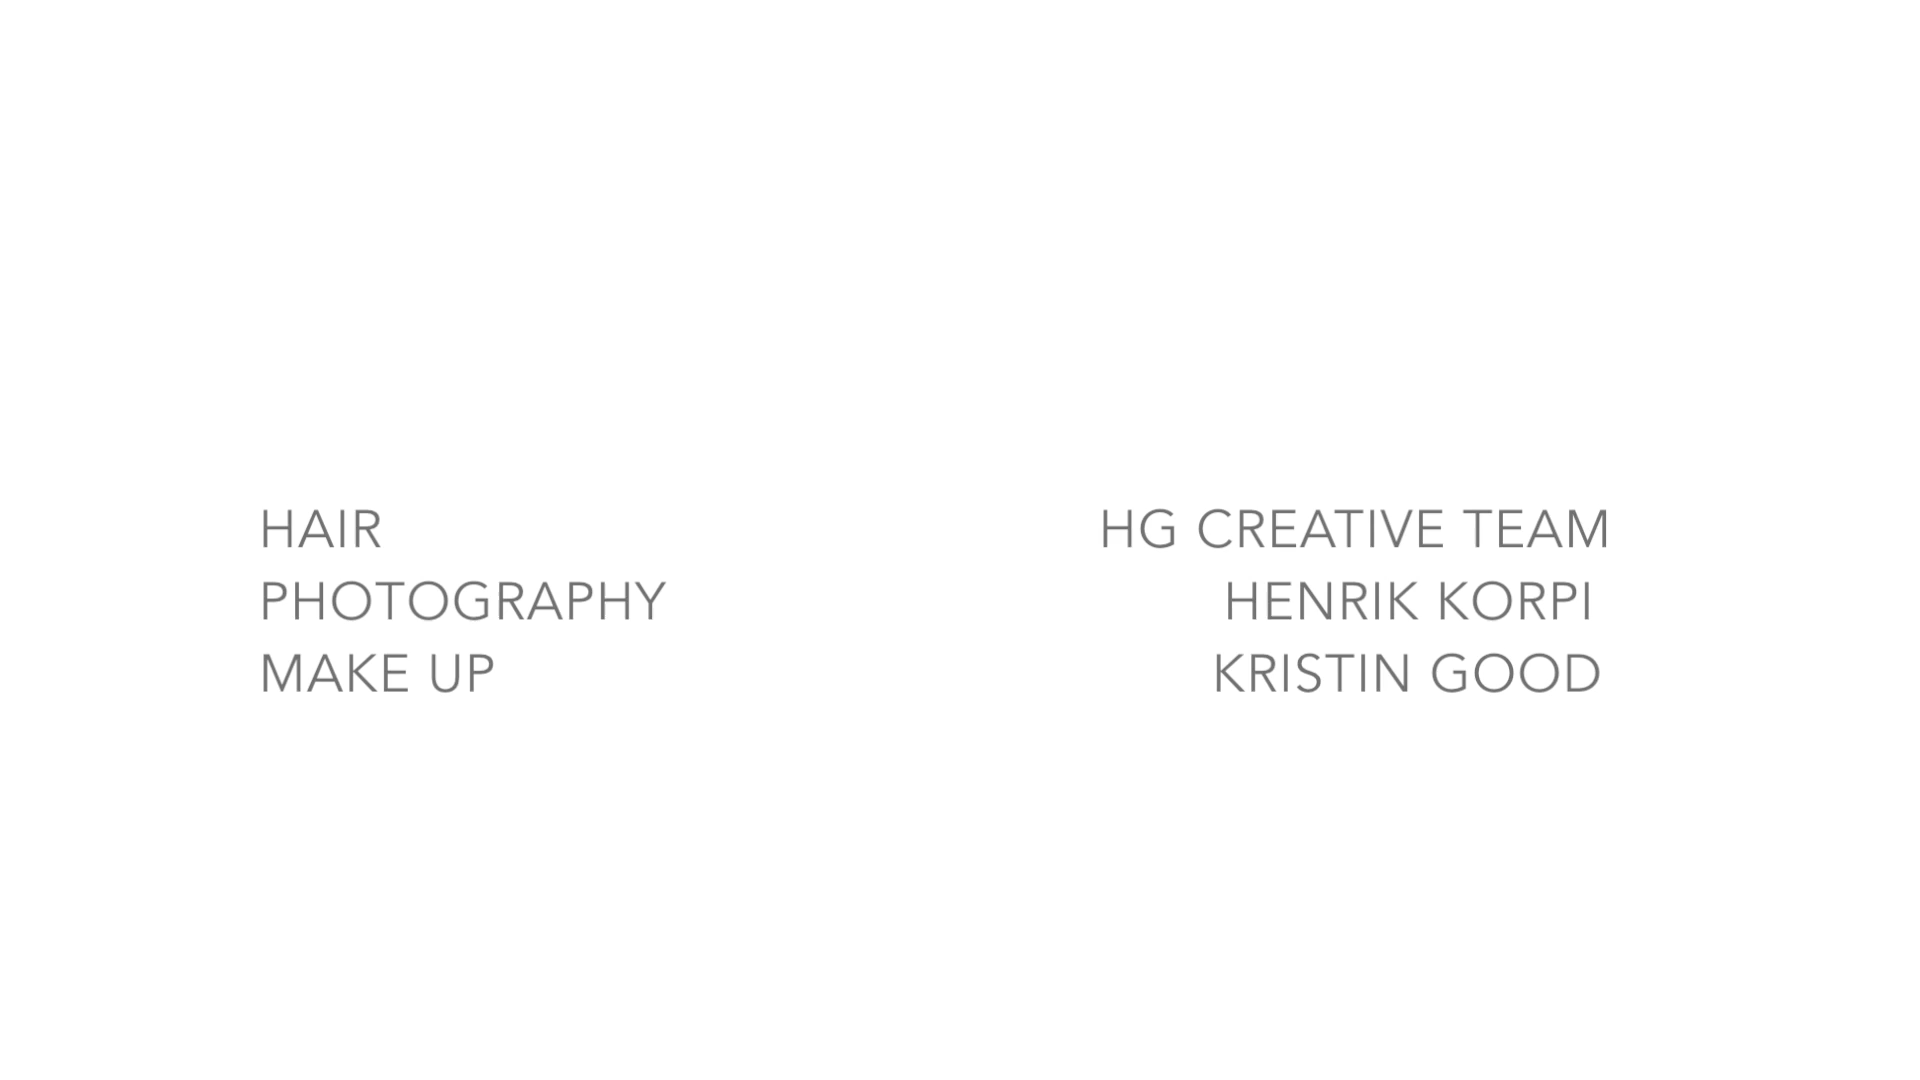 HAIR HG CREATIVE TEAM
PHOTOGRAPHY HENRIK KORPI
MAKE UP KRISTIN GOOD